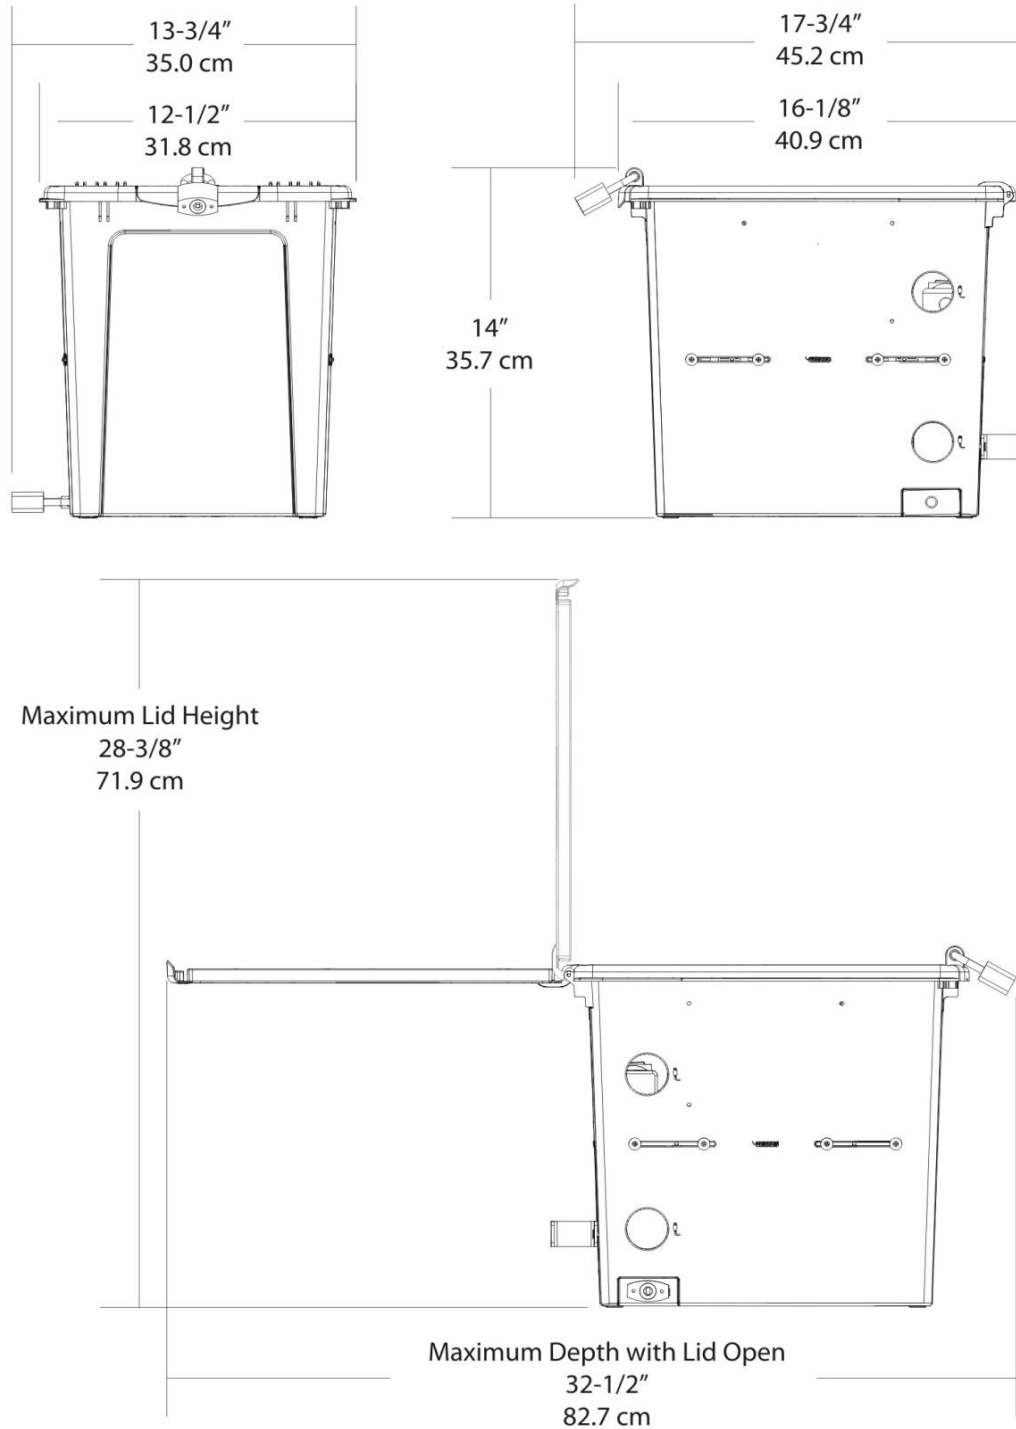 13-3/4”
35.0 cm
12-1/2”
31.8 cm
17-3/4”
45.2 cm
16-1/8”
40.9 cm
14”
35.7 cm
Maximum Lid Height
28-3/8”
71.9 cm
Maximum Depth with Lid Open
32-1/2”
82.7 cm